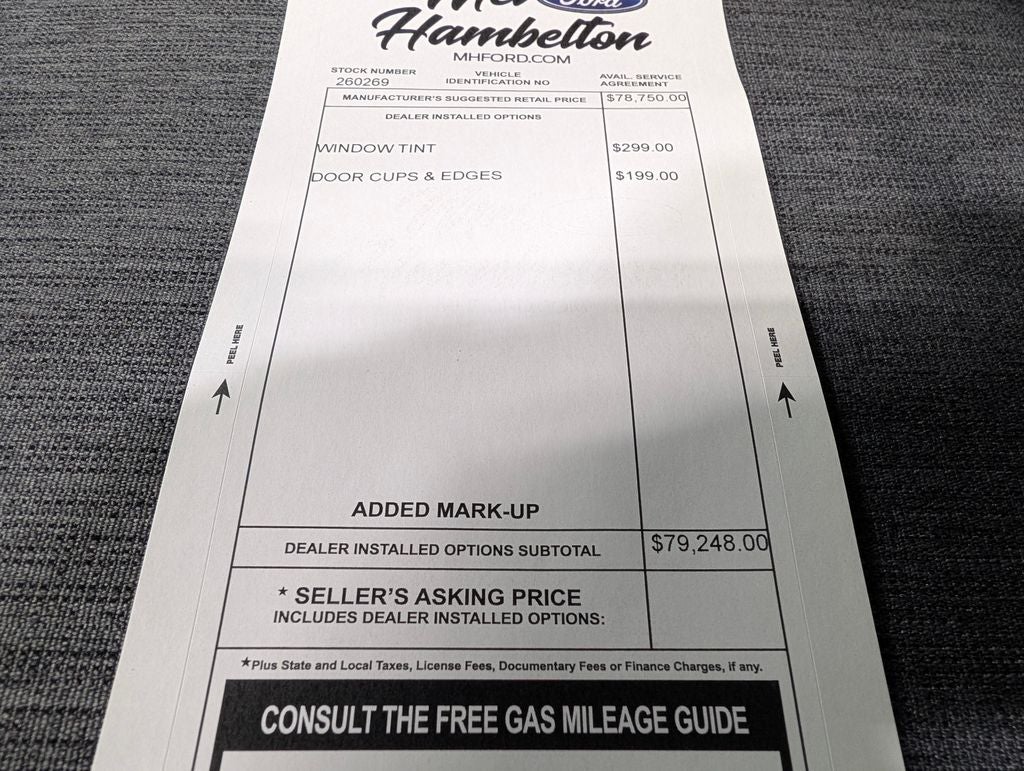 Ford
Hambelton
MHFORD.COM
STOCK NUMBER
260269
VEHICLE
IDENTIFICATION NO
AVAIL. SERVICE
AGREEMENT
MANUFACTURER'S SUGGESTED RETAIL PRICE $78,750.00
DEALER INSTALLED OPTIONS
WINDOW TINT $299.00
DOOR CUPS & EDGES $199.00
PEEL HERE
PEEL HERE
ADDED MARK-UP
DEALER INSTALLED OPTIONS SUBTOTAL $79,248.00
* SELLER'S ASKING PRICE
INCLUDES DEALER INSTALLED OPTIONS:
*Plus State and Local Taxes, License Fees, Documentary Fees or Finance Charges, if any.
CONSULT THE FREE GAS MILEAGE GUIDE